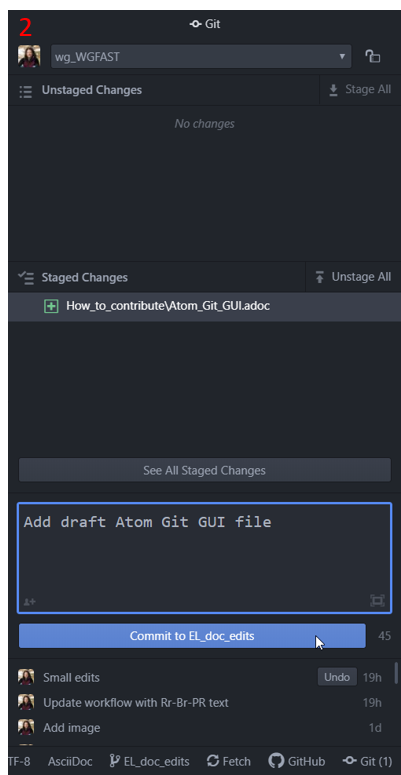 2
Git
wg_WGFAST
Unstaged Changes Stage All
No changes
Staged Changes Unstage All
How_to_contribute\Atom_Git_GUI.adoc
See All Staged Changes
Add draft Atom Git GUI file
Commit to EL_doc_edits 45
Small edits Undo 19h
Update workflow with Rr-Br-PR text 19h
Add image 1d
TF-8 AsciiDoc EL_doc_edits Fetch GitHub Git (1)